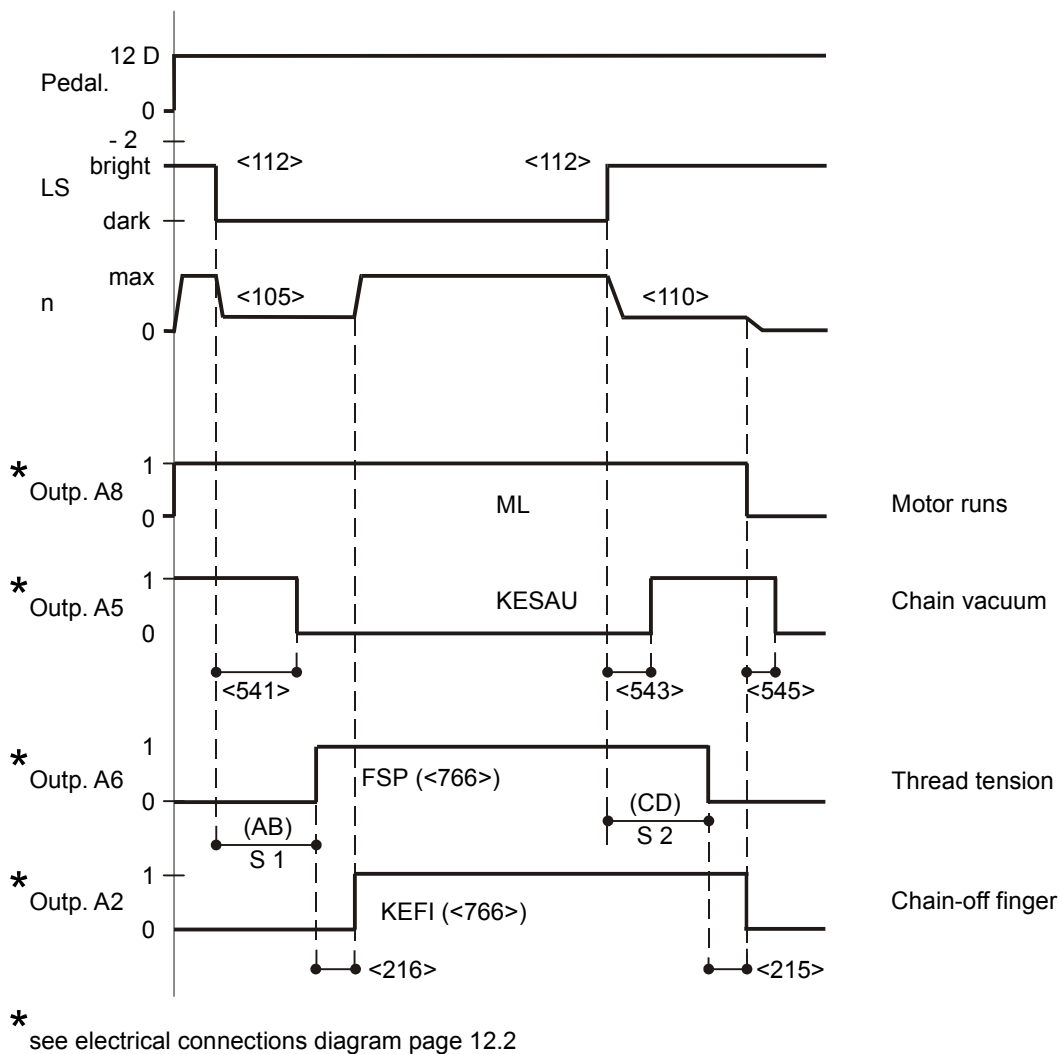 12 D
Pedal.
0
- 2
bright
<112>
<112>
LS
dark
max
<105>
<110>
n
0
1
* Outp. A8
ML
Motor runs
0
1
* Outp. A5
KESAU
Chain vacuum
0
<541>
<543>
<545>
1
* Outp. A6
FSP (<766>)
Thread tension
0
(AB)
S 1
(CD)
S 2
1
* Outp. A2
KEFI (<766>)
Chain-off finger
0
<216>
<215>
* see electrical connections diagram page 12.2